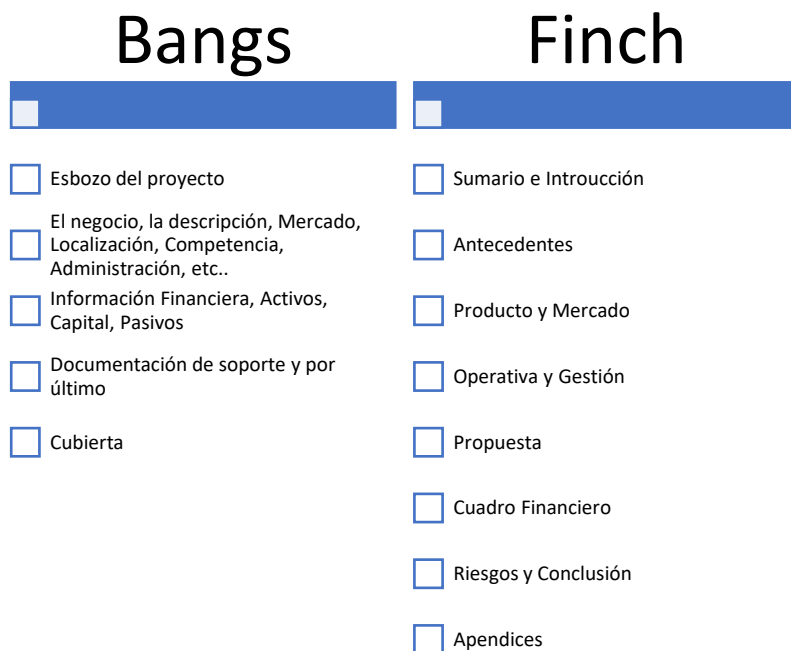 Bangs
Esbozo del proyecto
El negocio, la descripción, Mercado,
Localización, Competencia,
Administración, etc..
Información Financiera, Activos,
Capital, Pasivos
Documentación de soporte y por
último
Cubierta
Finch
Sumario e Introucción
Antecedentes
Producto y Mercado
Operativa y Gestión
Propuesta
Cuadro Financiero
Riesgos y Conclusión
Apendices